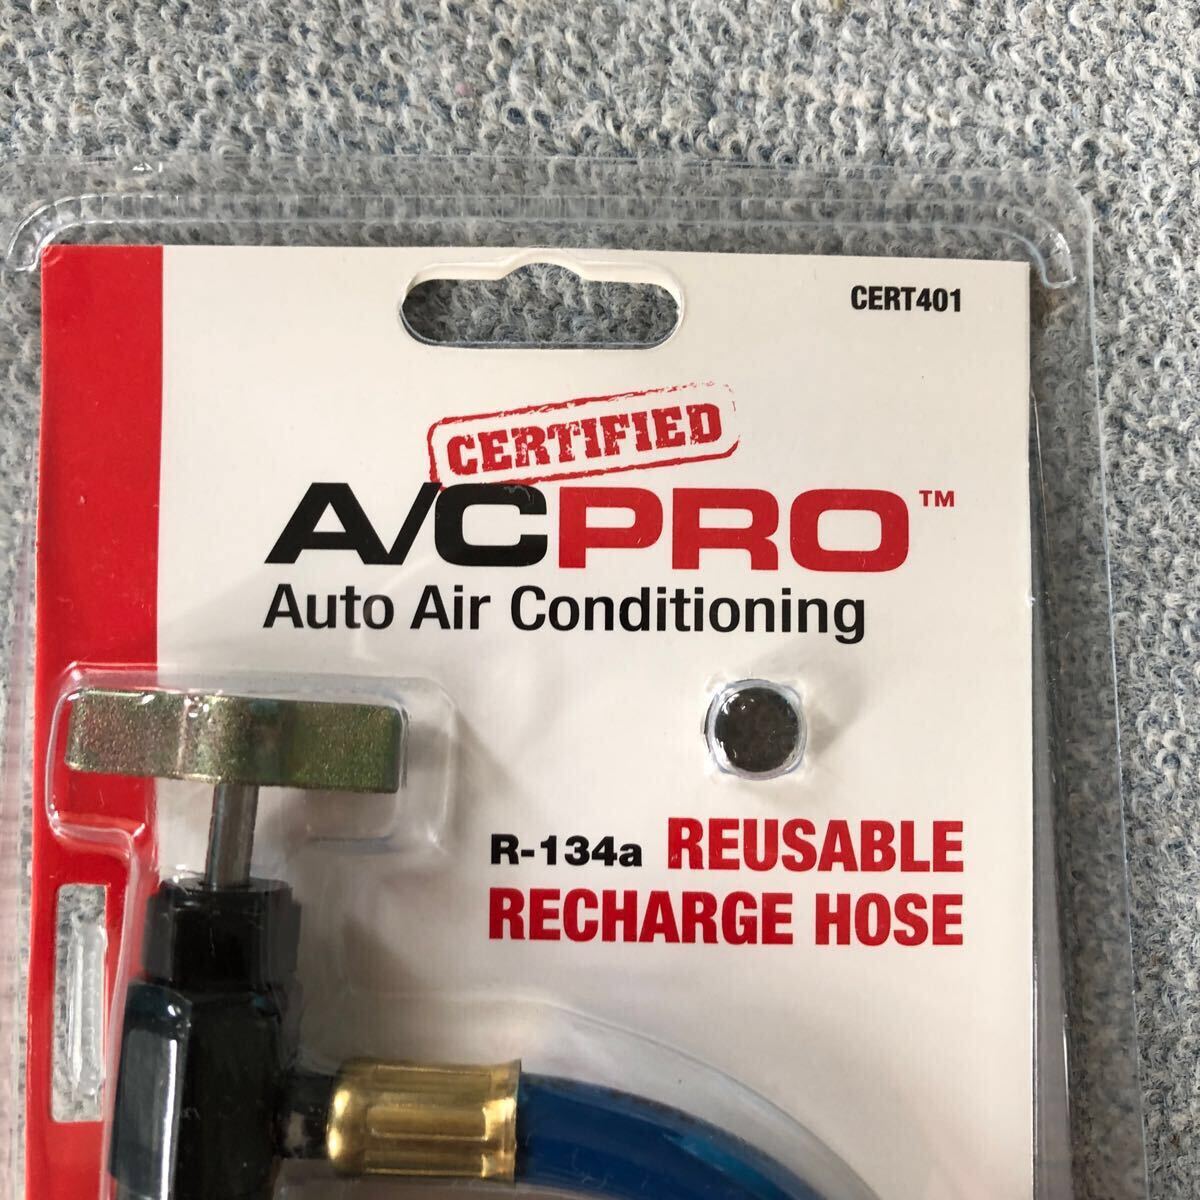 CERT401
CERTIFIED
A/CPRO™
Auto Air Conditioning
R-134a REUSABLE
RECHARGE HOSE